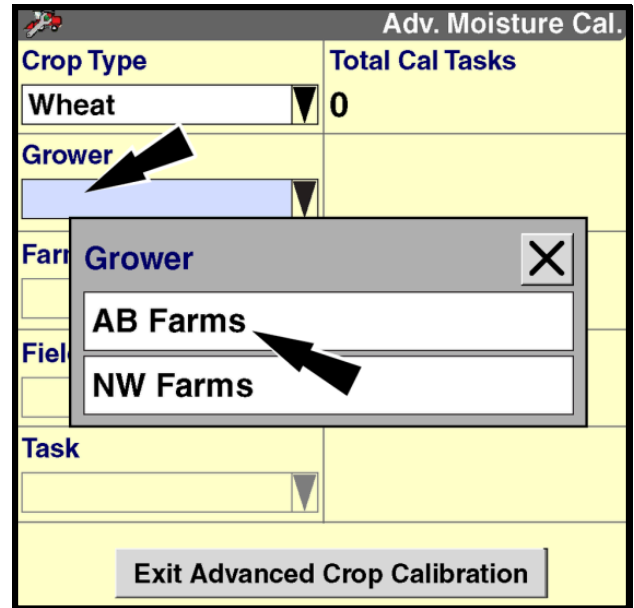 Adv. Moisture Cal.
Crop Type
Total Cal Tasks
Wheat
0
Grower
Grower
AB Farms
NW Farms
Task
Exit Advanced Crop Calibration